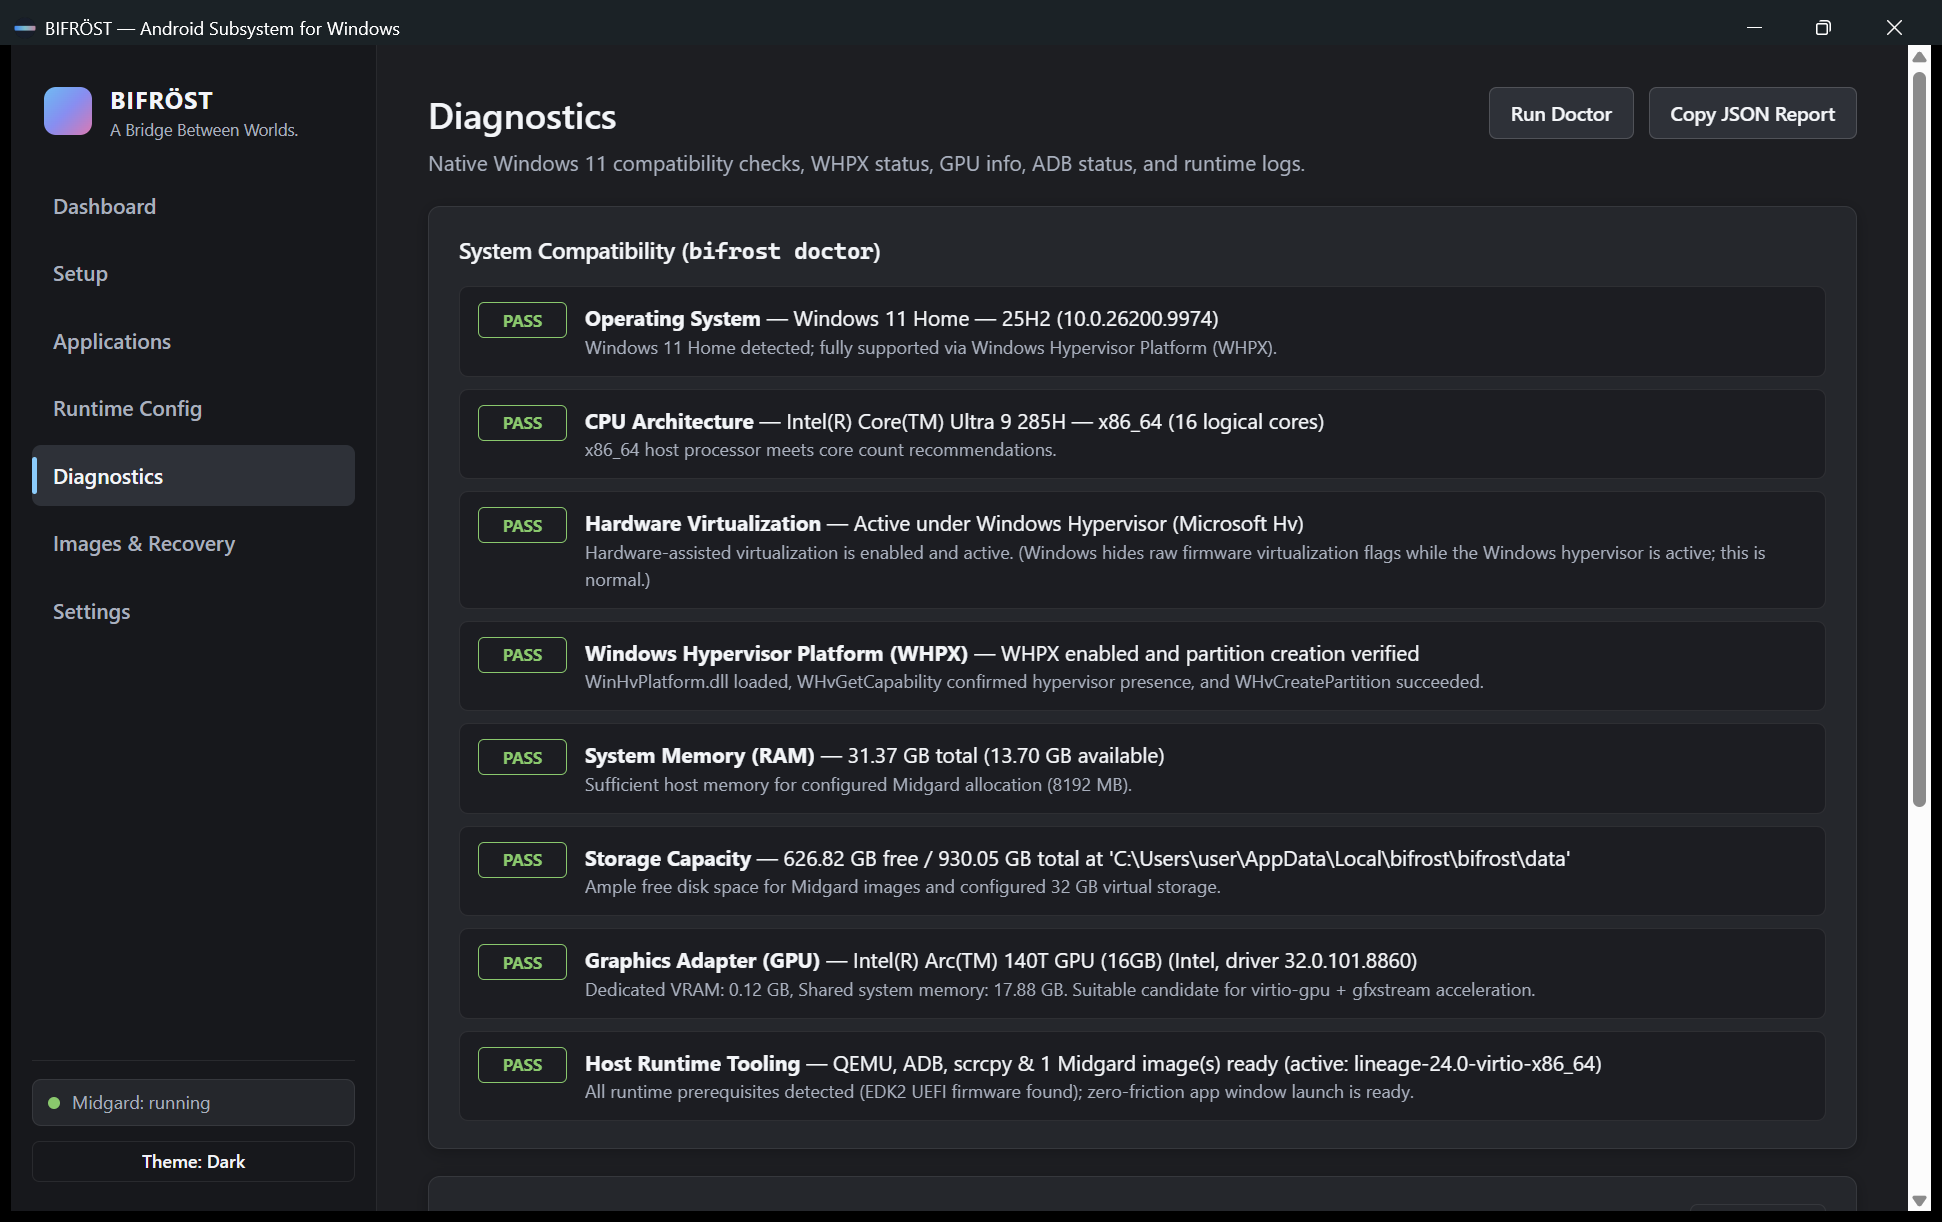 BIFRÖST — Android Subsystem for Windows
BIFRÖST
A Bridge Between Worlds.
Dashboard
Setup
Applications
Runtime Config
Diagnostics
Images & Recovery
Settings
Midgard: running
Theme: Dark
Diagnostics
Run Doctor
Copy JSON Report
Native Windows 11 compatibility checks, WHPX status, GPU info, ADB status, and runtime logs.
System Compatibility (bifrost doctor)
PASS
Operating System — Windows 11 Home — 25H2 (10.0.26200.9974)
Windows 11 Home detected; fully supported via Windows Hypervisor Platform (WHPX).
PASS
CPU Architecture — Intel(R) Core(TM) Ultra 9 285H — x86_64 (16 logical cores)
x86_64 host processor meets core count recommendations.
PASS
Hardware Virtualization — Active under Windows Hypervisor (Microsoft Hv)
Hardware-assisted virtualization is enabled and active. (Windows hides raw firmware virtualization flags while the Windows hypervisor is active; this is
normal.)
PASS
Windows Hypervisor Platform (WHPX) — WHPX enabled and partition creation verified
WinHvPlatform.dll loaded, WHvGetCapability confirmed hypervisor presence, and WHvCreatePartition succeeded.
PASS
System Memory (RAM) — 31.37 GB total (13.70 GB available)
Sufficient host memory for configured Midgard allocation (8192 MB).
PASS
Storage Capacity — 626.82 GB free / 930.05 GB total at 'C:\Users\user\AppData\Local\bifrost\bifrost\data'
Ample free disk space for Midgard images and configured 32 GB virtual storage.
PASS
Graphics Adapter (GPU) — Intel(R) Arc(TM) 140T GPU (16GB) (Intel, driver 32.0.101.8860)
Dedicated VRAM: 0.12 GB, Shared system memory: 17.88 GB. Suitable candidate for virtio-gpu + gfxstream acceleration.
PASS
Host Runtime Tooling — QEMU, ADB, scrcpy & 1 Midgard image(s) ready (active: lineage-24.0-virtio-x86_64)
All runtime prerequisites detected (EDK2 UEFI firmware found); zero-friction app window launch is ready.